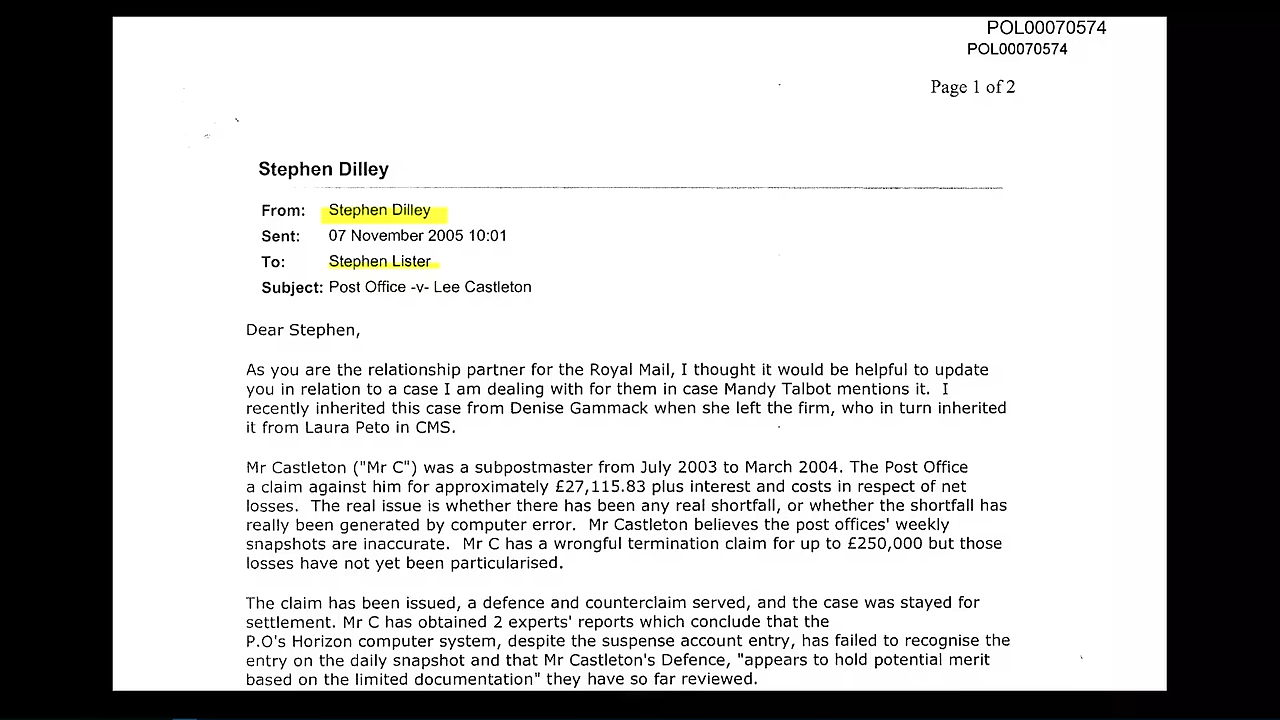 POL00070574
POL00070574
Page 1 of 2
Stephen Dilley
From: Stephen Dilley
Sent: 07 November 2005 10:01
To: Stephen Lister
Subject: Post Office -v- Lee Castleton
Dear Stephen,
As you are the relationship partner for the Royal Mail, I thought it would be helpful to update
you in relation to a case I am dealing with for them in case Mandy Talbot mentions it. I
recently inherited this case from Denise Gammack when she left the firm, who in turn inherited
it from Laura Peto in CMS.
Mr Castleton ("Mr C") was a subpostmaster from July 2003 to March 2004. The Post Office
a claim against him for approximately £27,115.83 plus interest and costs in respect of net
losses. The real issue is whether there has been any real shortfall, or whether the shortfall has
really been generated by computer error. Mr Castleton believes the post offices' weekly
snapshots are inaccurate. Mr C has a wrongful termination claim for up to £250,000 but those
losses have not yet been particularised.
The claim has been issued, a defence and counterclaim served, and the case was stayed for
settlement. Mr C has obtained 2 experts' reports which conclude that the
P.O's Horizon computer system, despite the suspense account entry, has failed to recognise the
entry on the daily snapshot and that Mr Castleton's Defence, "appears to hold potential merit
based on the limited documentation" they have so far reviewed.